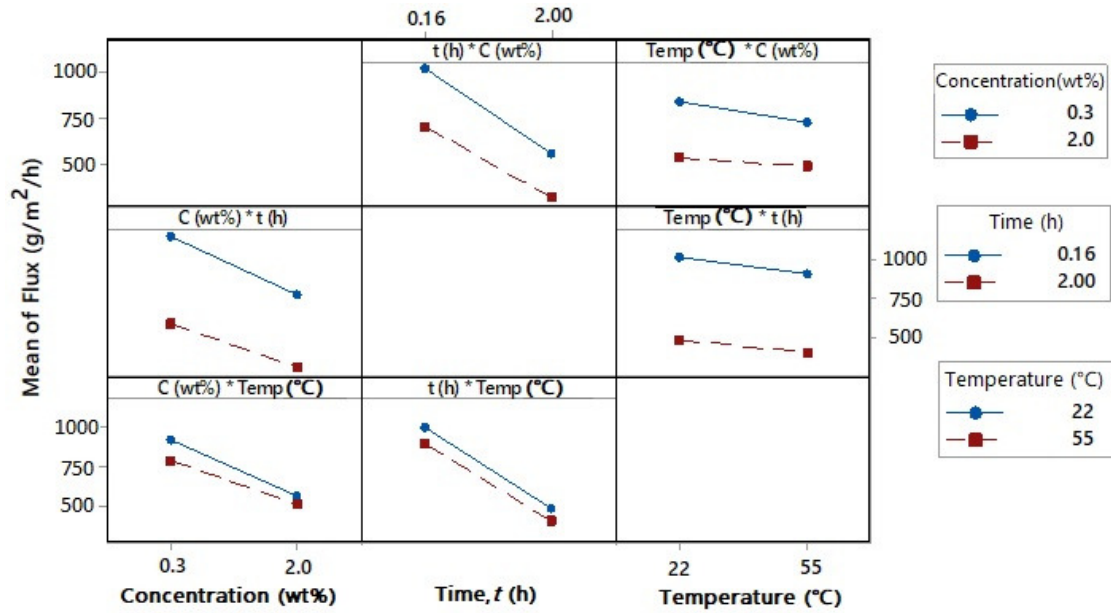 0.16 2.00
t (h) * C (wt%) Temp (°C) * C (wt%)
1000
750
500
Concentration(wt%)
0.3
2.0
C (wt%) * t (h) Temp (°C) * t (h)
1000
750
500
Time (h)
0.16
2.00
Mean of Flux (g/m²/h)
C (wt%) * Temp (°C) t (h) * Temp (°C)
1000
750
500
Temperature (°C)
22
55
0.3 2.0 22 55
Concentration (wt%) Time, t (h) Temperature (°C)